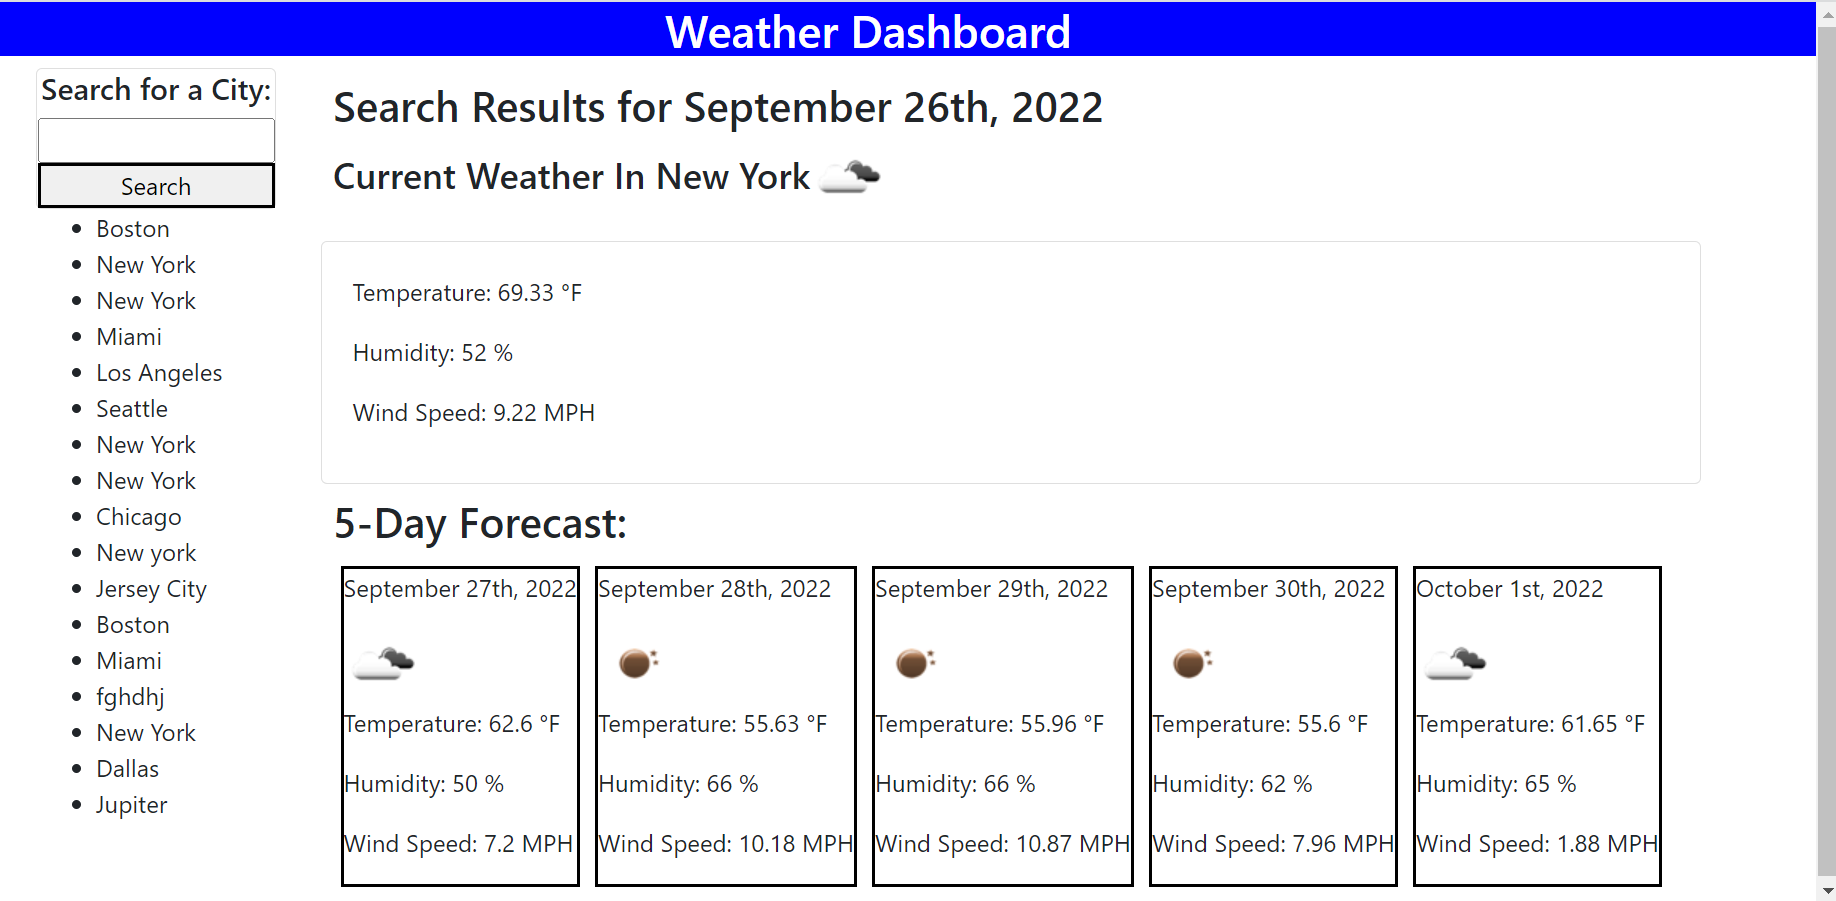 Weather Dashboard
Search for a City:
Search
Boston
New York
New York
Miami
Los Angeles
Seattle
New York
New York
Chicago
New york
Jersey City
Boston
Miami
fghdhj
New York
Dallas
Jupiter
Search Results for September 26th, 2022
Current Weather In New York
Temperature: 69.33 °F
Humidity: 52 %
Wind Speed: 9.22 MPH
5-Day Forecast:
September 27th, 2022
Temperature: 62.6 °F
Humidity: 50 %
Wind Speed: 7.2 MPH
September 28th, 2022
Temperature: 55.63 °F
Humidity: 66 %
Wind Speed: 10.18 MPH
September 29th, 2022
Temperature: 55.96 °F
Humidity: 66 %
Wind Speed: 10.87 MPH
September 30th, 2022
Temperature: 55.6 °F
Humidity: 62 %
Wind Speed: 7.96 MPH
October 1st, 2022
Temperature: 61.65 °F
Humidity: 65 %
Wind Speed: 1.88 MPH